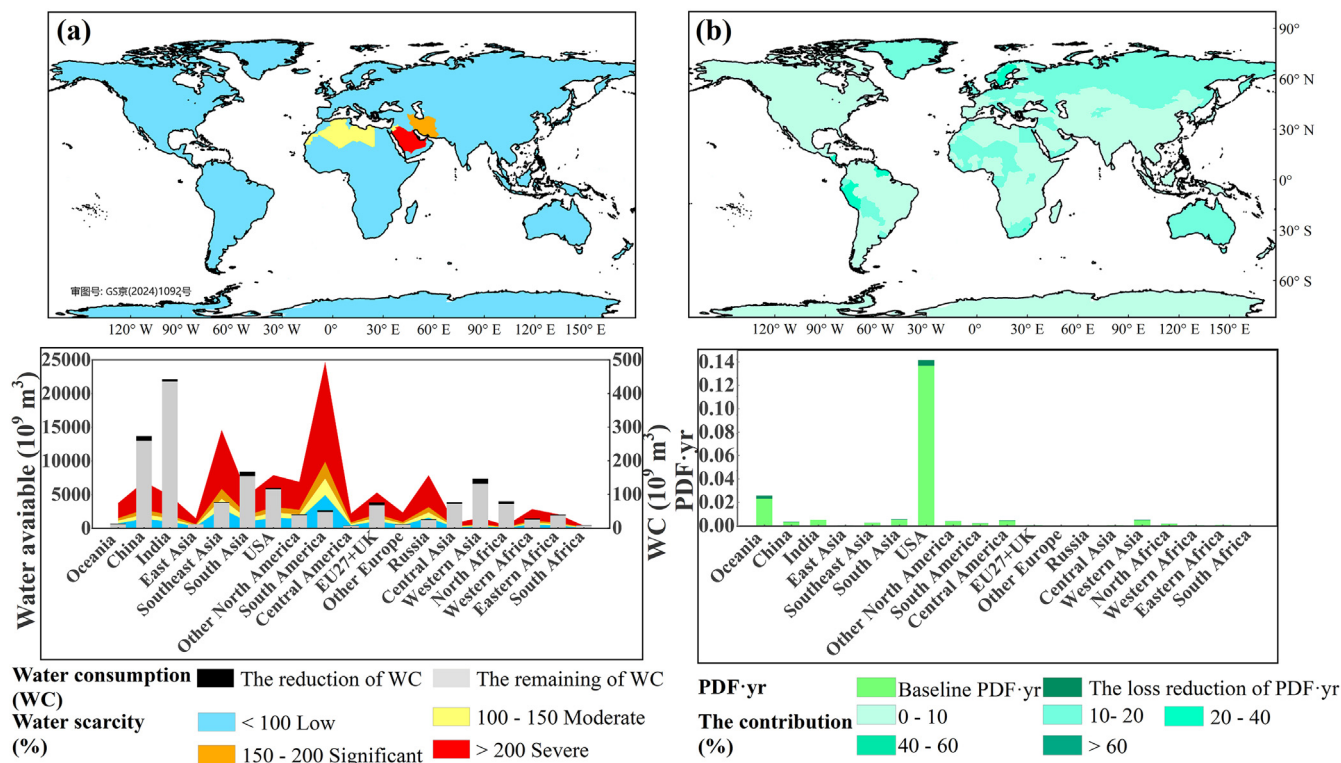 (a)
审图号: GS京(2024)1092号
120° W 90° W 60° W 30° W 0° 30° E 60° E 90° E 120° E 150° E
(b)
90°
60° N
30° N
0°
30° S
60° S
120° W 90° W 60° W 30° W 0° 30° E 60° E 90° E 120° E 150° E
Water avaiable (10⁹ m³)
25000
20000
15000
10000
5000
0
500
400
300
200
100
0
WC (10⁹ m³)
Oceania
China
India
East Asia
Southeast Asia
South Asia
USA
Other North America
South America
Central America
EU27+UK
Other Europe
Russia
Central Asia
Western Asia
North Africa
Western Africa
Eastern Africa
South Africa
PDF·yr
0.14
0.12
0.10
0.08
0.06
0.04
0.02
0.00
Oceania
China
India
East Asia
Southeast Asia
South Asia
USA
Other North America
South America
Central America
EU27+UK
Other Europe
Russia
Central Asia
Western Asia
North Africa
Western Africa
Eastern Africa
South Africa
Water consumption
(WC)
The reduction of WC
The remaining of WC
Water scarcity
(%)
< 100 Low
100 - 150 Moderate
150 - 200 Significant
> 200 Severe
PDF·yr
Baseline PDF·yr
The loss reduction of PDF·yr
The contribution
(%)
0 - 10
10- 20
20 - 40
40 - 60
> 60